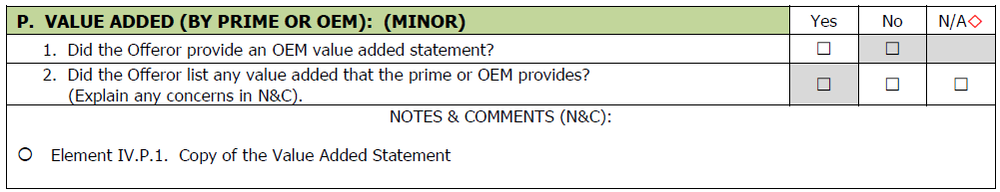 P. VALUE ADDED (BY PRIME OR OEM): (MINOR) Yes No N/A◇
1. Did the Offeror provide an OEM value added statement? ☐ ☐
2. Did the Offeror list any value added that the prime or OEM provides? ☐ ☐ ☐
(Explain any concerns in N&C).
NOTES & COMMENTS (N&C):
Element IV.P.1. Copy of the Value Added Statement